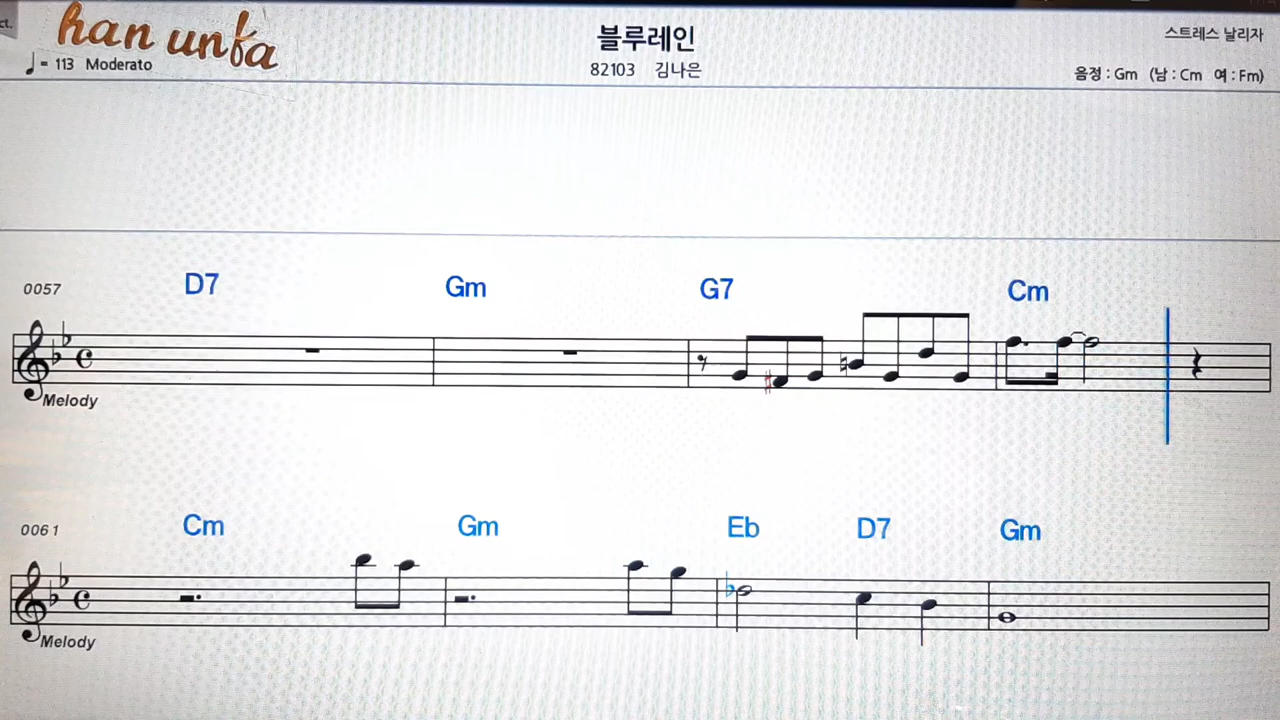 ct.
han unfa
♩ = 113 Moderato
블루레인
82103 김나은
스트레스 날리자
음정 : Gm (남 : Cm 여 : Fm)
0057 D7 Gm G7 Cm
Melody
0061 Cm Gm Eb D7 Gm
Melody